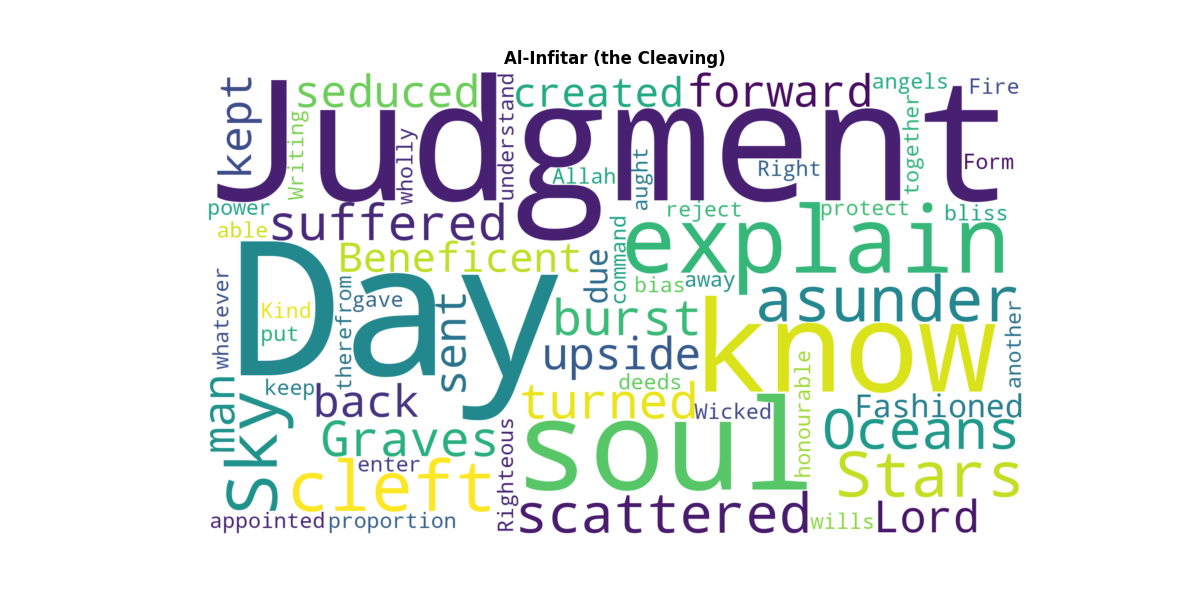 Al-Infitar (the Cleaving)
Judgment
kept
seduced
understand
created
forward
angels
Fire
Writing
wholly
Allah
aught
Right
together
Form
power
able
suffered
Beneficent
due
command
reject
protect
bliss
explain
bias
away
Day
whatever
Kind
put
therefrom
gave
sent
burst
asunder
know
another
upside
man
keep
back
turned
deeds
Wicked
honourable
Fashioned
Oceans
Sky
Graves
enter
Righteous
soul
Stars
cleft
appointed
proportion
scattered
wills
Lord